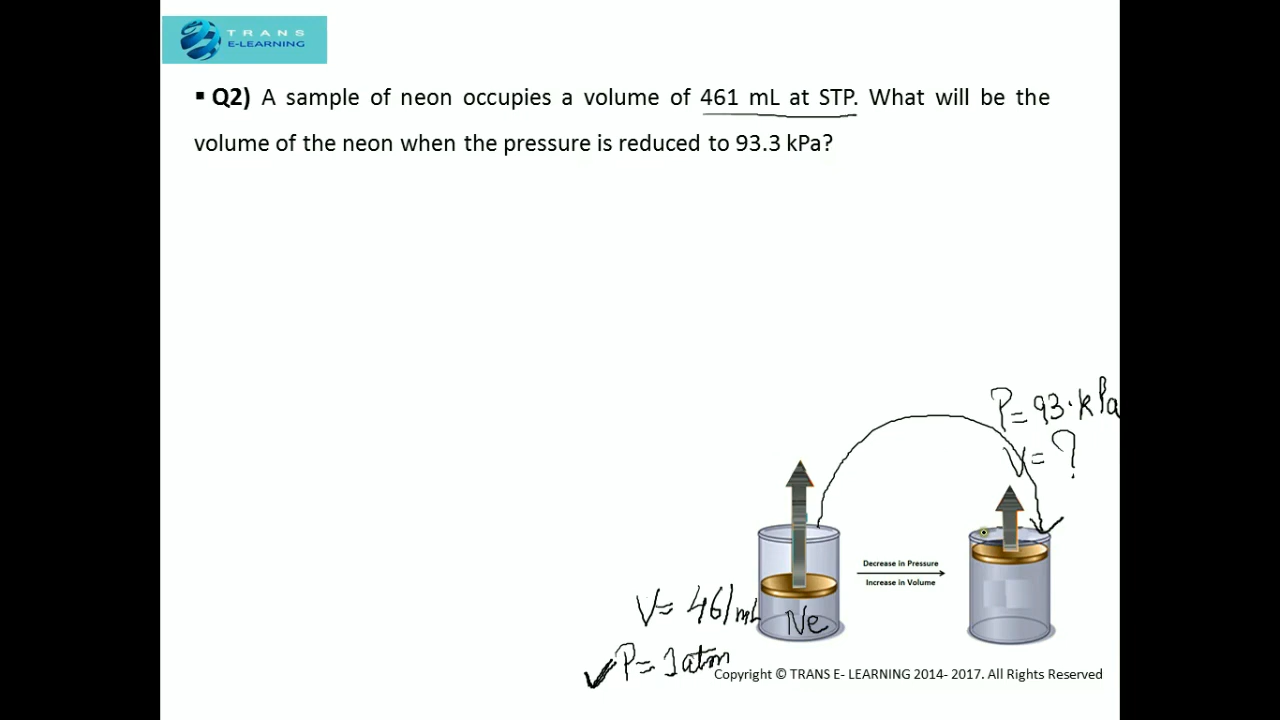 TRANS
E-LEARNING
▪ Q2) A sample of neon occupies a volume of 461 mL at STP. What will be the
volume of the neon when the pressure is reduced to 93.3 kPa?
P=93.kPa
V=?
Decrease in Pressure
Increase in Volume
V=461mL
Ne
P=1atm
Copyright © TRANS E- LEARNING 2014- 2017. All Rights Reserved